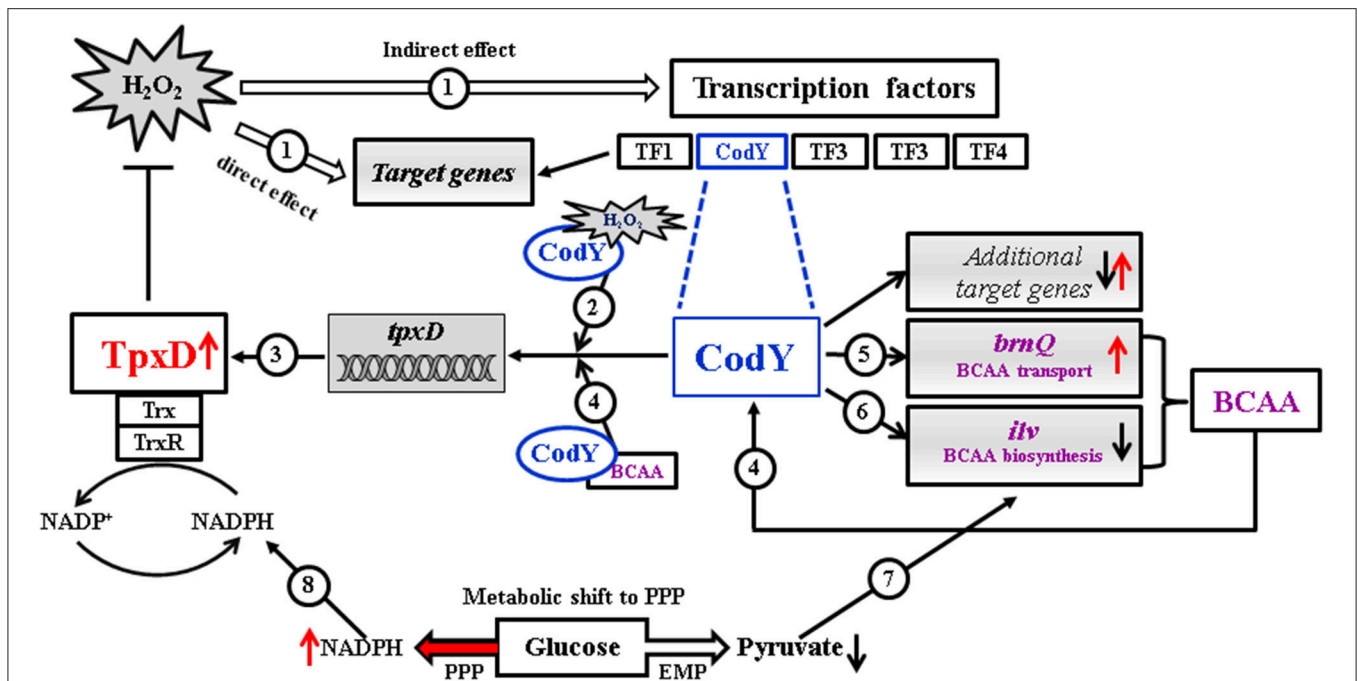 Indirect effect
H₂O₂
1
Transcription factors
1
direct effect
Target genes
TF1
CodY
TF3
TF3
TF4
H₂O₂
CodY
2
Additional
target genes
TpxD
3
tpxD
CodY
5
brnQ
BCAA transport
BCAA
Trx
TrxR
4
CodY
BCAA
6
ilv
BCAA biosynthesis
4
NADP⁺
NADPH
8
7
Metabolic shift to PPP
NADPH
PPP
Glucose
EMP
Pyruvate